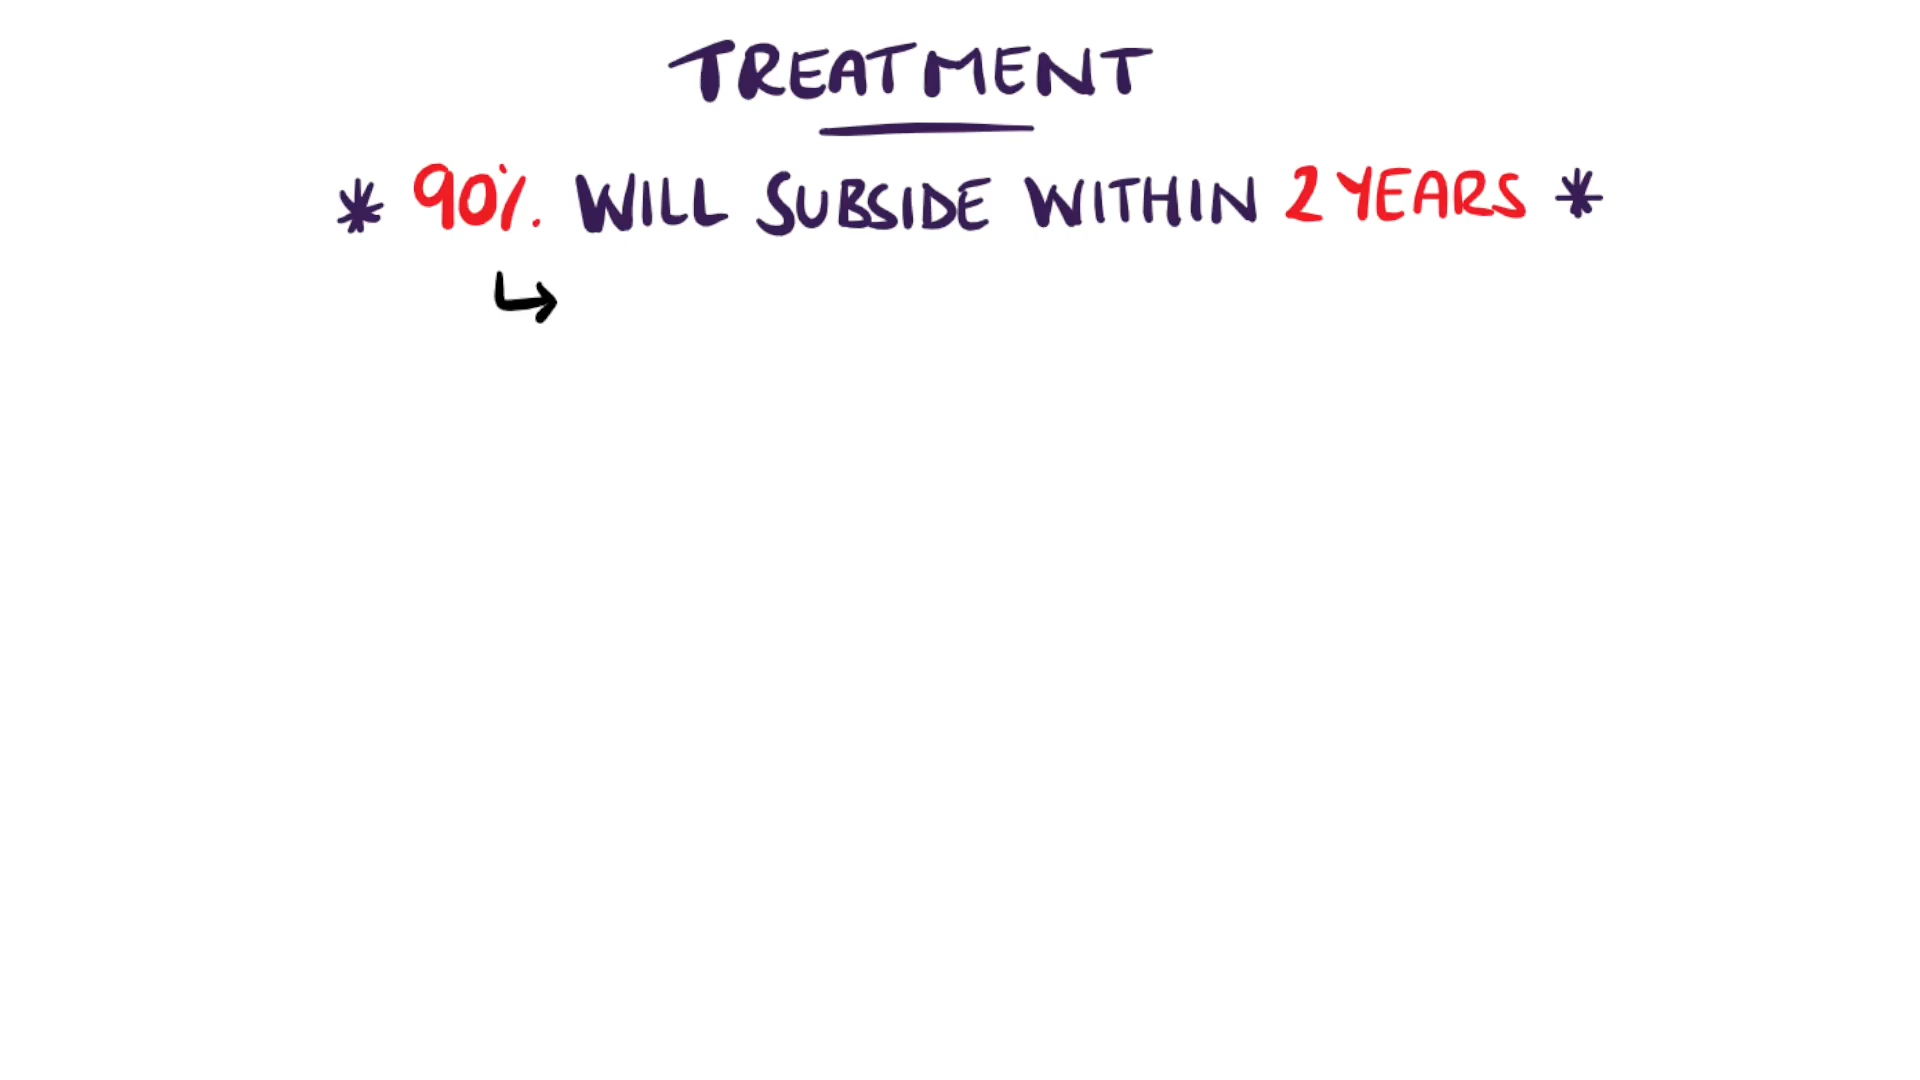 TREATMENT
* 90% WILL SUBSIDE WITHIN 2 YEARS *
↳